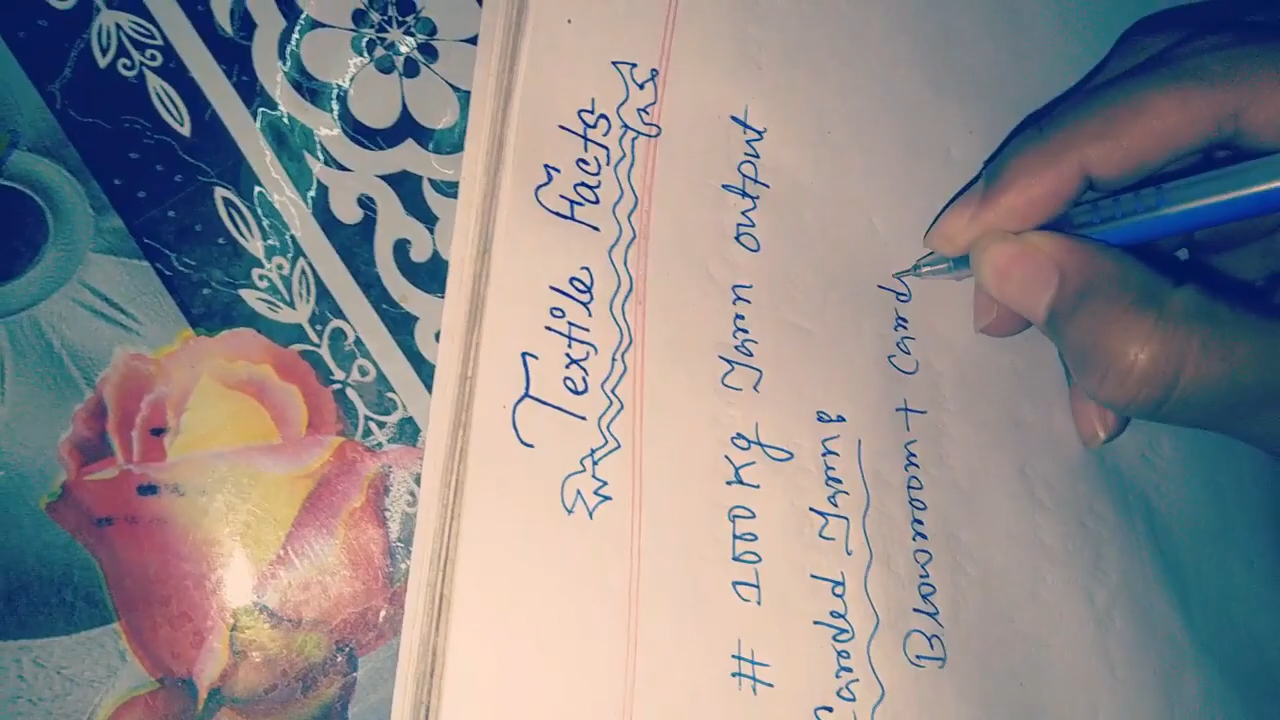 Textile Facts
# 1000 Kg Yarn output
Carded Yarn:
Blowroom + Card